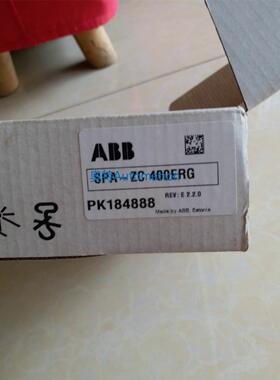 ABB
SPA-ZC 400ERG
REV: E 2.2.0
PK184888
Made by ABB, Estonia